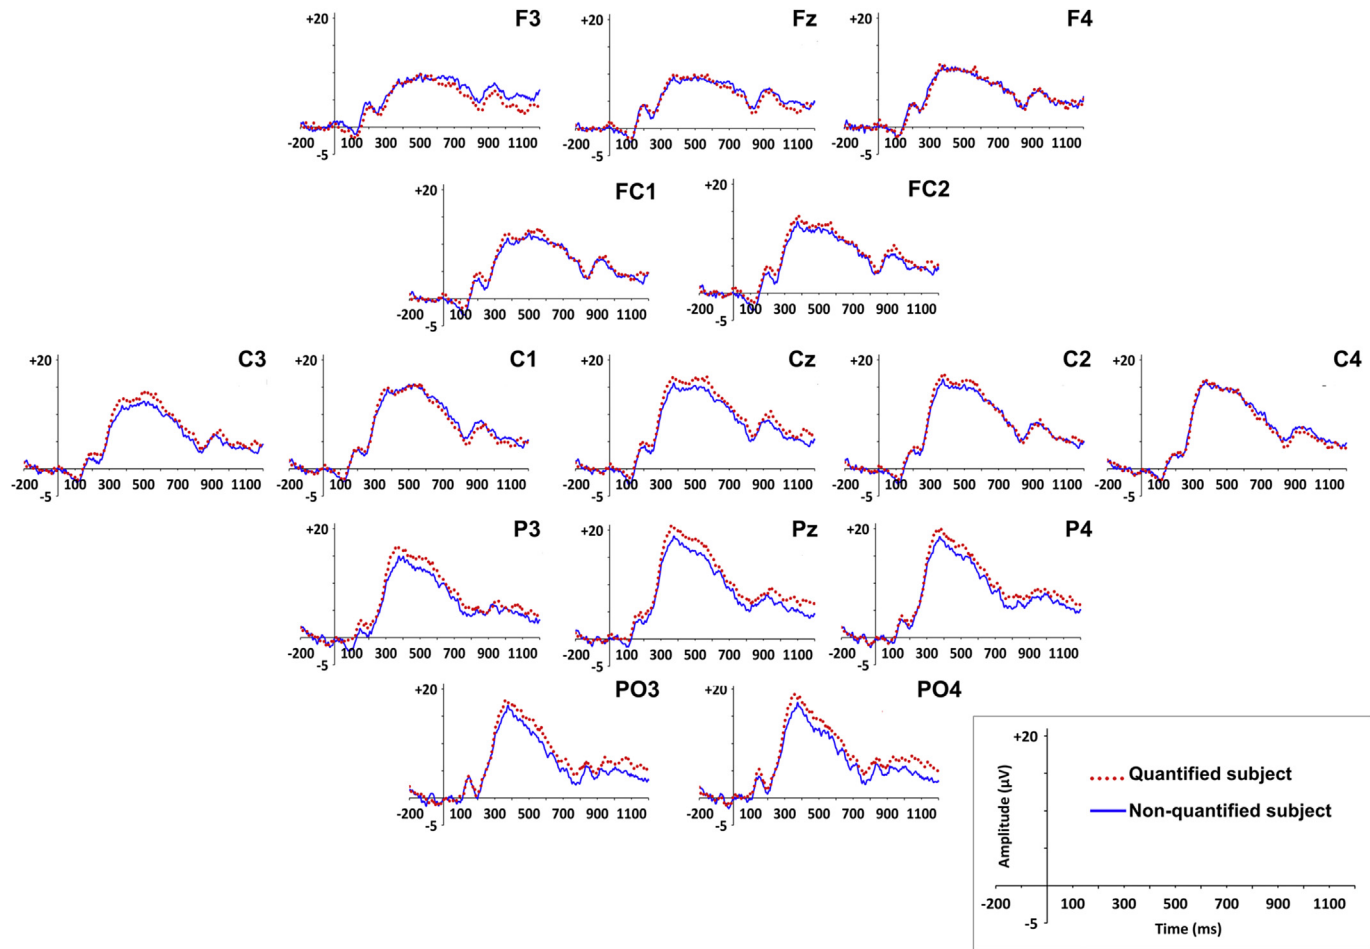 F3
+20
-200 100 300 500 700 900 1100
-5
Fz
+20
-200 100 300 500 700 900 1100
-5
F4
+20
-200 100 300 500 700 900 1100
-5
FC1
+20
-200 100 300 500 700 900 1100
-5
FC2
+20
-200 100 300 500 700 900 1100
-5
C3
+20
-200 100 300 500 700 900 1100
-5
C1
+20
-200 100 300 500 700 900 1100
-5
Cz
+20
-200 100 300 500 700 900 1100
-5
C2
+20
-200 100 300 500 700 900 1100
-5
C4
+20
-200 100 300 500 700 900 1100
-5
P3
+20
-200 100 300 500 700 900 1100
-5
Pz
+20
-200 100 300 500 700 900 1100
-5
P4
+20
-200 100 300 500 700 900 1100
-5
PO3
+20
-200 100 300 500 700 900 1100
-5
PO4
+20
-200 100 300 500 700 900 1100
-5
+20
Amplitude (µV)
Quantified subject
Non-quantified subject
-200 100 300 500 700 900 1100
-5
Time (ms)